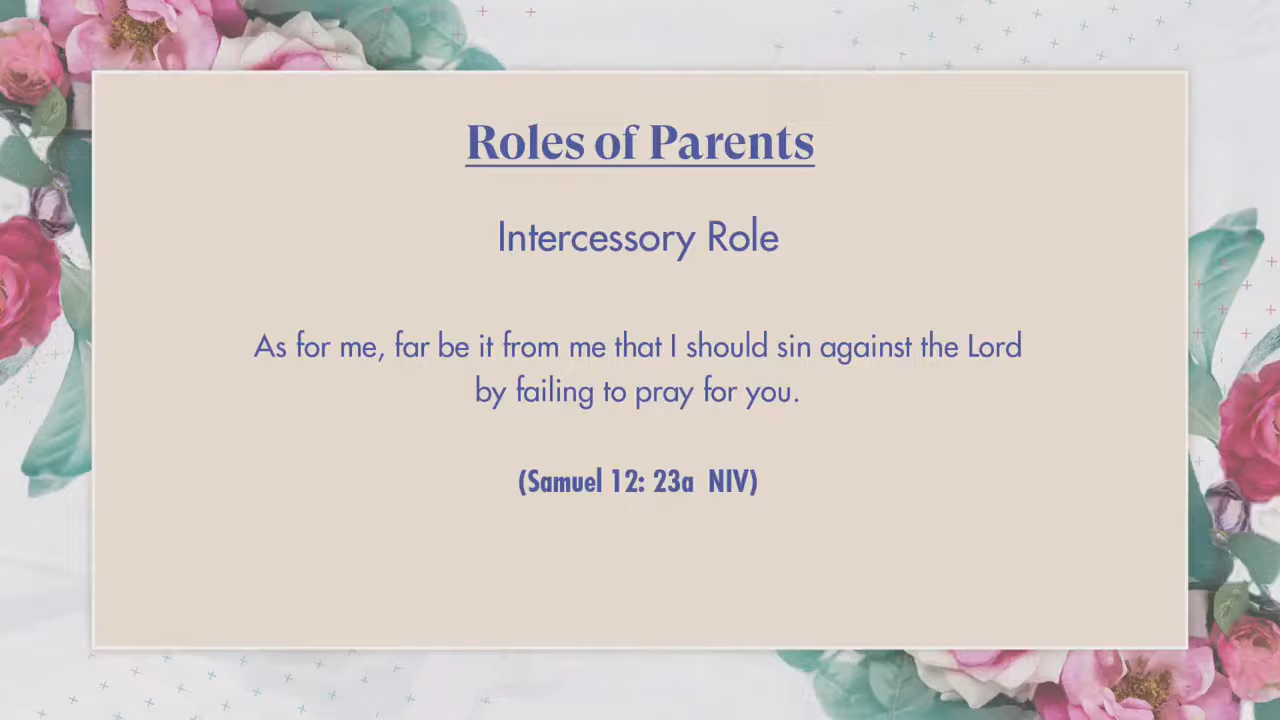 Roles of Parents
Intercessory Role
As for me, far be it from me that I should sin against the Lord
by failing to pray for you.
(Samuel 12: 23a  NIV)